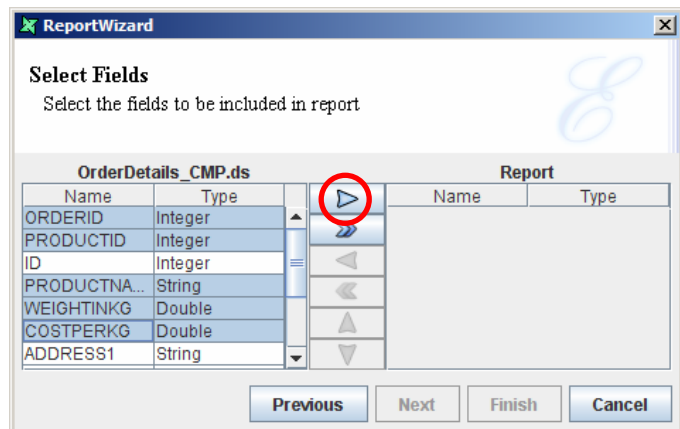 ReportWizard
Select Fields
Select the fields to be included in report
OrderDetails_CMP.ds
Report
Name Type
Name Type
ORDERID Integer
PRODUCTID Integer
ID Integer
PRODUCTNA... String
WEIGHTINKG Double
COSTPERKG Double
ADDRESS1 String
Previous Next Finish Cancel